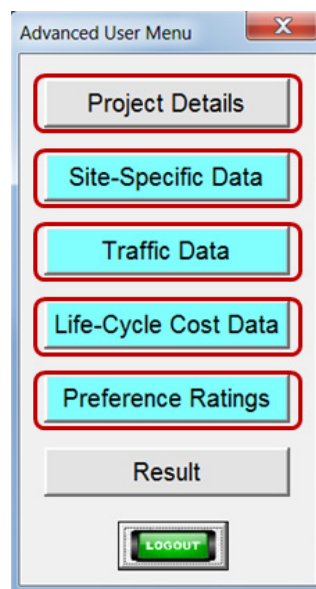 Advanced User Menu
Project Details
Site-Specific Data
Traffic Data
Life-Cycle Cost Data
Preference Ratings
Result
LOGOUT